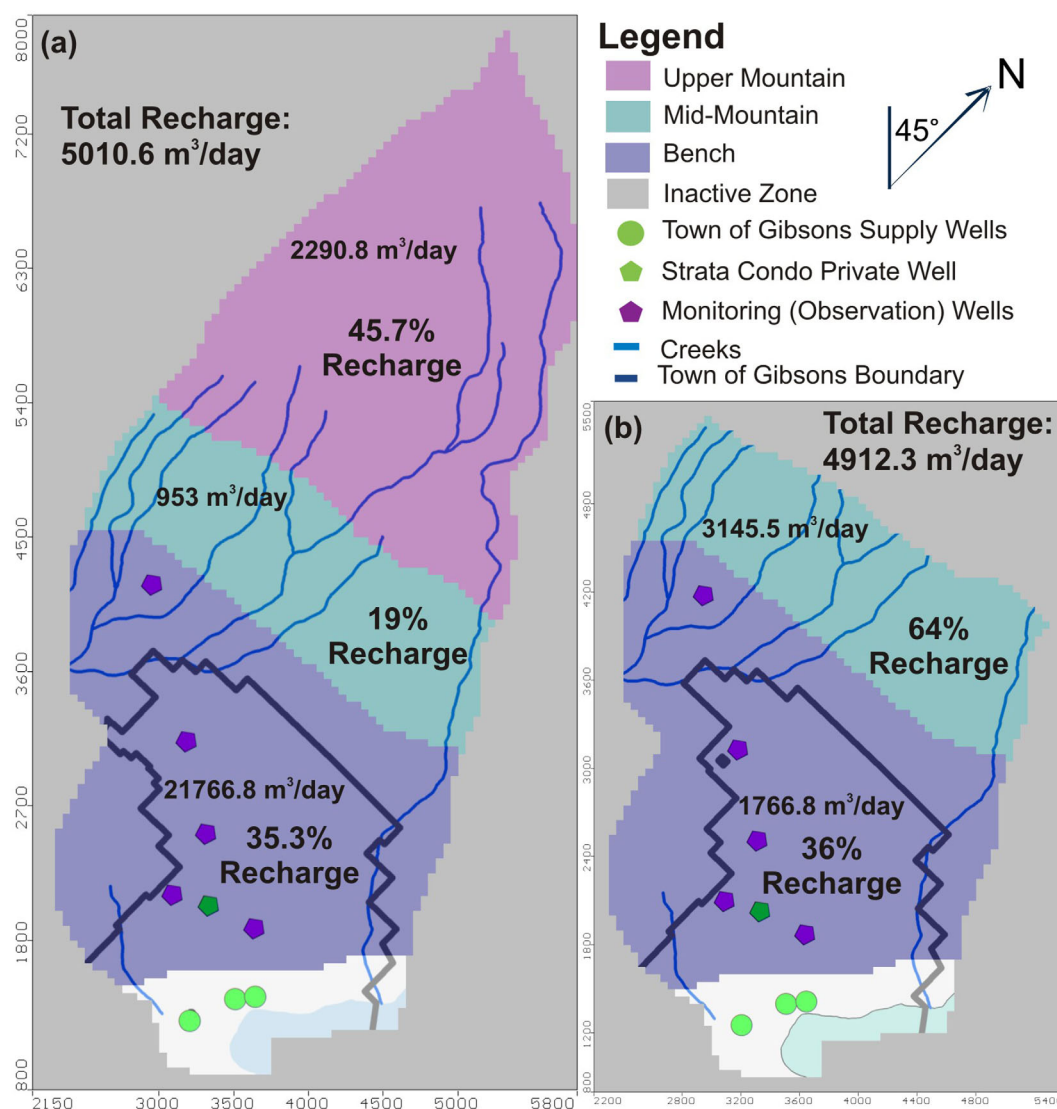 (a)
Total Recharge:
5010.6 m³/day
2290.8 m³/day
45.7%
Recharge
953 m³/day
19%
Recharge
21766.8 m³/day
35.3%
Recharge
8000
7200
6300
5400
4500
3600
2700
1800
800
2150 3000 3500 4000 4500 5000 5800
Legend
Upper Mountain
Mid-Mountain
Bench
Inactive Zone
Town of Gibsons Supply Wells
Strata Condo Private Well
Monitoring (Observation) Wells
Creeks
Town of Gibsons Boundary
N
45°
(b)
Total Recharge:
4912.3 m³/day
3145.5 m³/day
64%
Recharge
1766.8 m³/day
36%
Recharge
5500
4800
4200
3600
3000
2400
1800
1200
800
2200 2600 3200 3600 4000 4400 4800 540